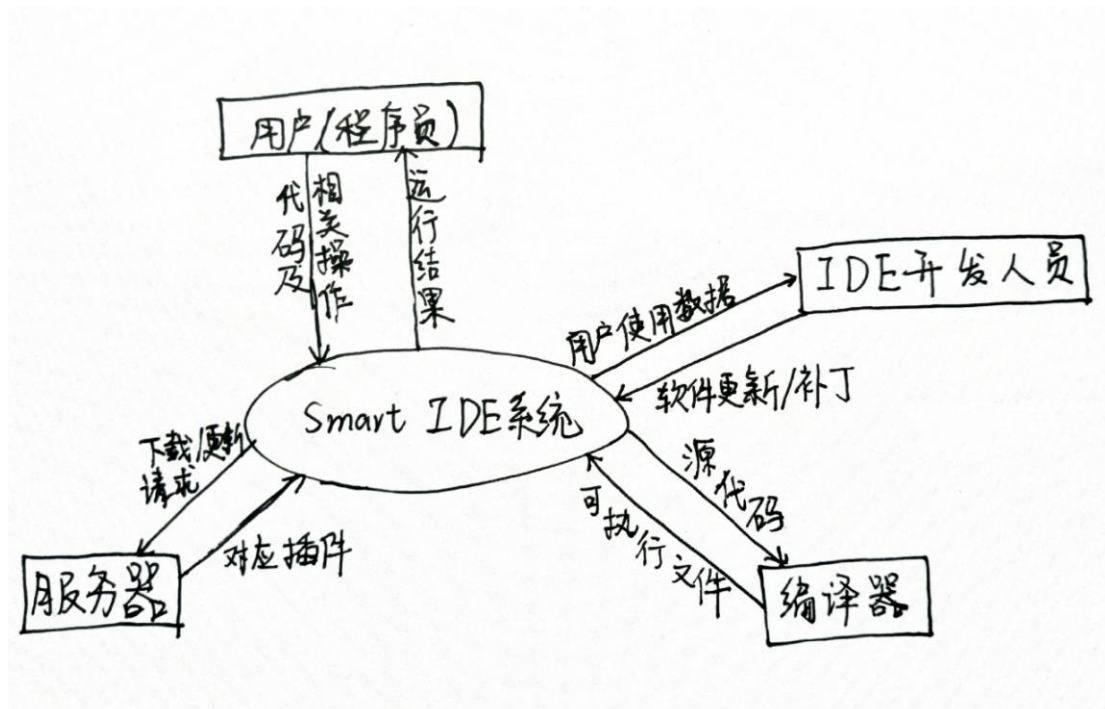 用户(程序员)
代码及
相关操作
运行结果
IDE开发人员
用户使用数据
软件更新/补丁
Smart IDE系统
下载/更新
请求
对应插件
源代码
可执行文件
服务器
编译器